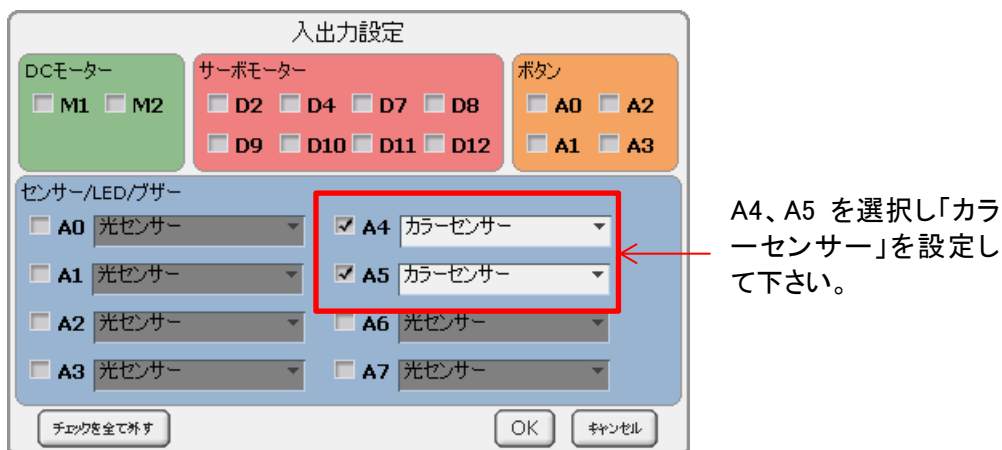 入出力設定
DCモーター
M1 M2
サーボモーター
D2 D4 D7 D8
D9 D10 D11 D12
ボタン
A0 A2
A1 A3
センサー/LED/ブザー
A0 光センサー
A1 光センサー
A2 光センサー
A3 光センサー
A4 カラーセンサー
A5 カラーセンサー
A6 光センサー
A7 光センサー
チェックを全て外す
OK
キャンセル
A4、A5 を選択し「カラ
ーセンサー」を設定し
て下さい。